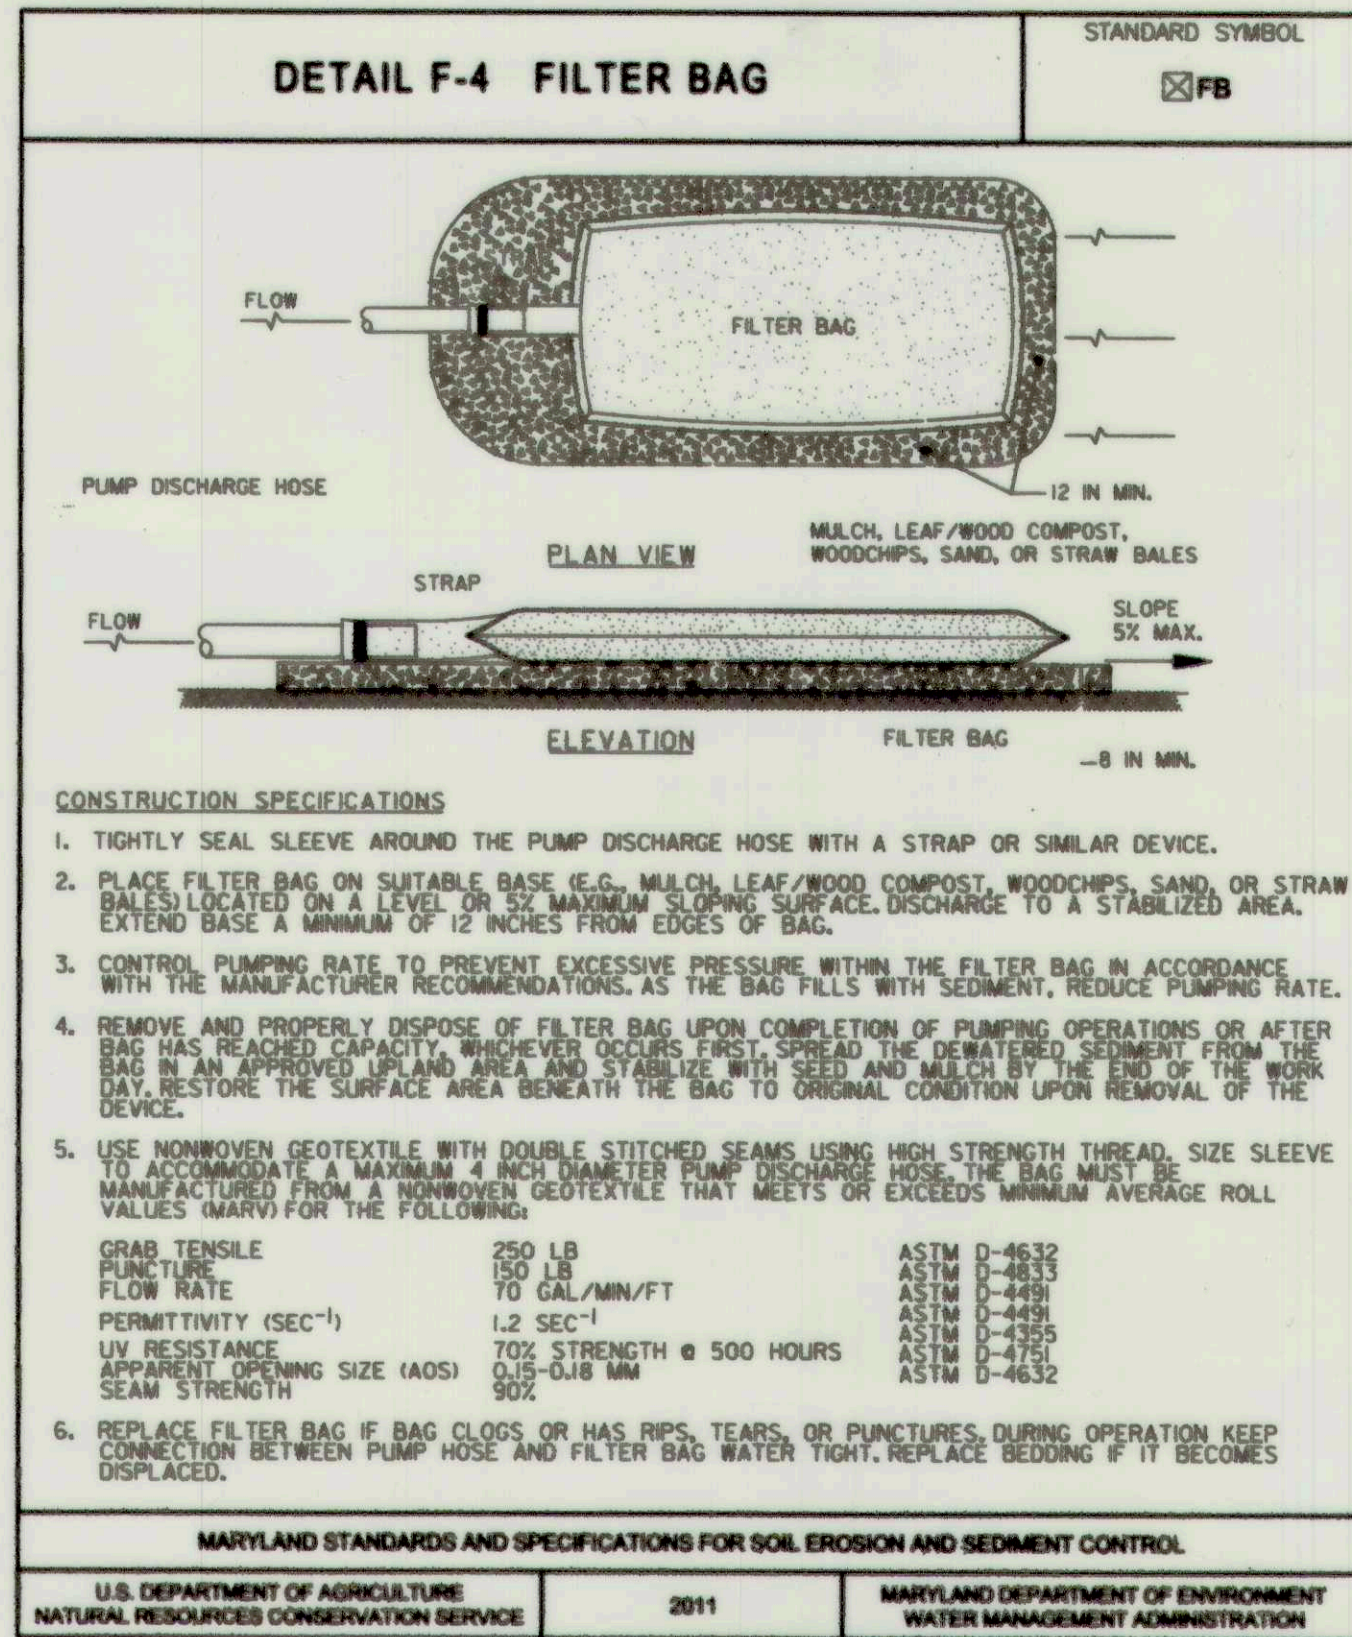 DETAIL F-4 FILTER BAG
STANDARD SYMBOL
☒FB
FLOW
FILTER BAG
PUMP DISCHARGE HOSE
12 IN MIN.
PLAN VIEW
MULCH, LEAF/WOOD COMPOST,
WOODCHIPS, SAND, OR STRAW BALES
STRAP
FLOW
SLOPE
5% MAX.
ELEVATION
FILTER BAG
8 IN MIN.
CONSTRUCTION SPECIFICATIONS
1. TIGHTLY SEAL SLEEVE AROUND THE PUMP DISCHARGE HOSE WITH A STRAP OR SIMILAR DEVICE.
2. PLACE FILTER BAG ON SUITABLE BASE (E.G., MULCH, LEAF/WOOD COMPOST, WOODCHIPS, SAND, OR STRAW
BALES) LOCATED ON A LEVEL OR 5% MAXIMUM SLOPING SURFACE. DISCHARGE TO A STABILIZED AREA.
EXTEND BASE A MINIMUM OF 12 INCHES FROM EDGES OF BAG.
3. CONTROL PUMPING RATE TO PREVENT EXCESSIVE PRESSURE WITHIN THE FILTER BAG IN ACCORDANCE
WITH THE MANUFACTURER RECOMMENDATIONS. AS THE BAG FILLS WITH SEDIMENT, REDUCE PUMPING RATE.
4. REMOVE AND PROPERLY DISPOSE OF FILTER BAG UPON COMPLETION OF PUMPING OPERATIONS OR AFTER
BAG HAS REACHED CAPACITY, WHICHEVER OCCURS FIRST. SPREAD THE DEWATERED SEDIMENT FROM THE
BAG IN AN APPROVED UPLAND AREA AND STABILIZE WITH SEED AND MULCH BY THE END OF THE WORK
DAY. RESTORE THE SURFACE AREA BENEATH THE BAG TO ORIGINAL CONDITION UPON REMOVAL OF THE
DEVICE.
5. USE NONWOVEN GEOTEXTILE WITH DOUBLE STITCHED SEAMS USING HIGH STRENGTH THREAD. SIZE SLEEVE
TO ACCOMMODATE A MAXIMUM 4 INCH DIAMETER PUMP DISCHARGE HOSE. THE BAG MUST BE
MANUFACTURED FROM A NONWOVEN GEOTEXTILE THAT MEETS OR EXCEEDS MINIMUM AVERAGE ROLL
VALUES (MARV) FOR THE FOLLOWING:
GRAB TENSILE 250 LB ASTM D-4632
PUNCTURE 150 LB ASTM D-4833
FLOW RATE 70 GAL/MIN/FT ASTM D-4491
PERMITTIVITY (SEC⁻¹) 1.2 SEC⁻¹ ASTM D-4491
UV RESISTANCE 70% STRENGTH @ 500 HOURS ASTM D-4355
APPARENT OPENING SIZE (AOS) 0.15-0.18 MM ASTM D-4751
SEAM STRENGTH 90% ASTM D-4632
6. REPLACE FILTER BAG IF BAG CLOGS OR HAS RIPS, TEARS, OR PUNCTURES. DURING OPERATION KEEP
CONNECTION BETWEEN PUMP HOSE AND FILTER BAG WATER TIGHT. REPLACE BEDDING IF IT BECOMES
DISPLACED.
MARYLAND STANDARDS AND SPECIFICATIONS FOR SOIL EROSION AND SEDIMENT CONTROL
U.S. DEPARTMENT OF AGRICULTURE
NATURAL RESOURCES CONSERVATION SERVICE
2011
MARYLAND DEPARTMENT OF ENVIRONMENT
WATER MANAGEMENT ADMINISTRATION